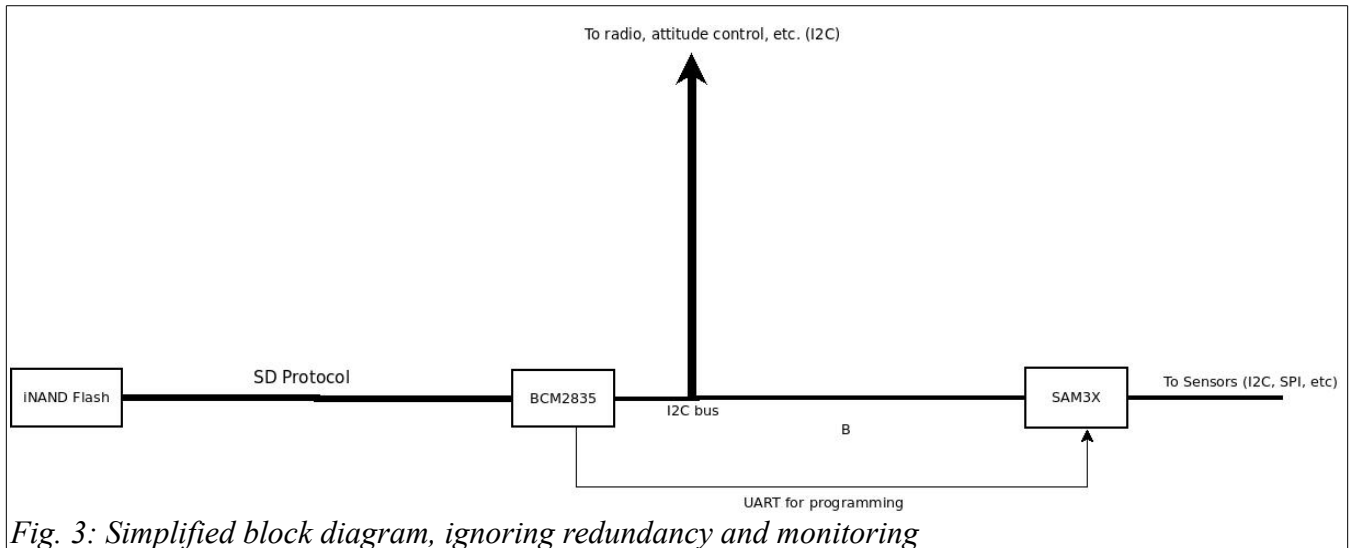 To radio, attitude control, etc. (I2C)
SD Protocol
To Sensors (I2C, SPI, etc)
iNAND Flash
BCM2835
SAM3X
I2C bus
B
UART for programming
Fig. 3: Simplified block diagram, ignoring redundancy and monitoring